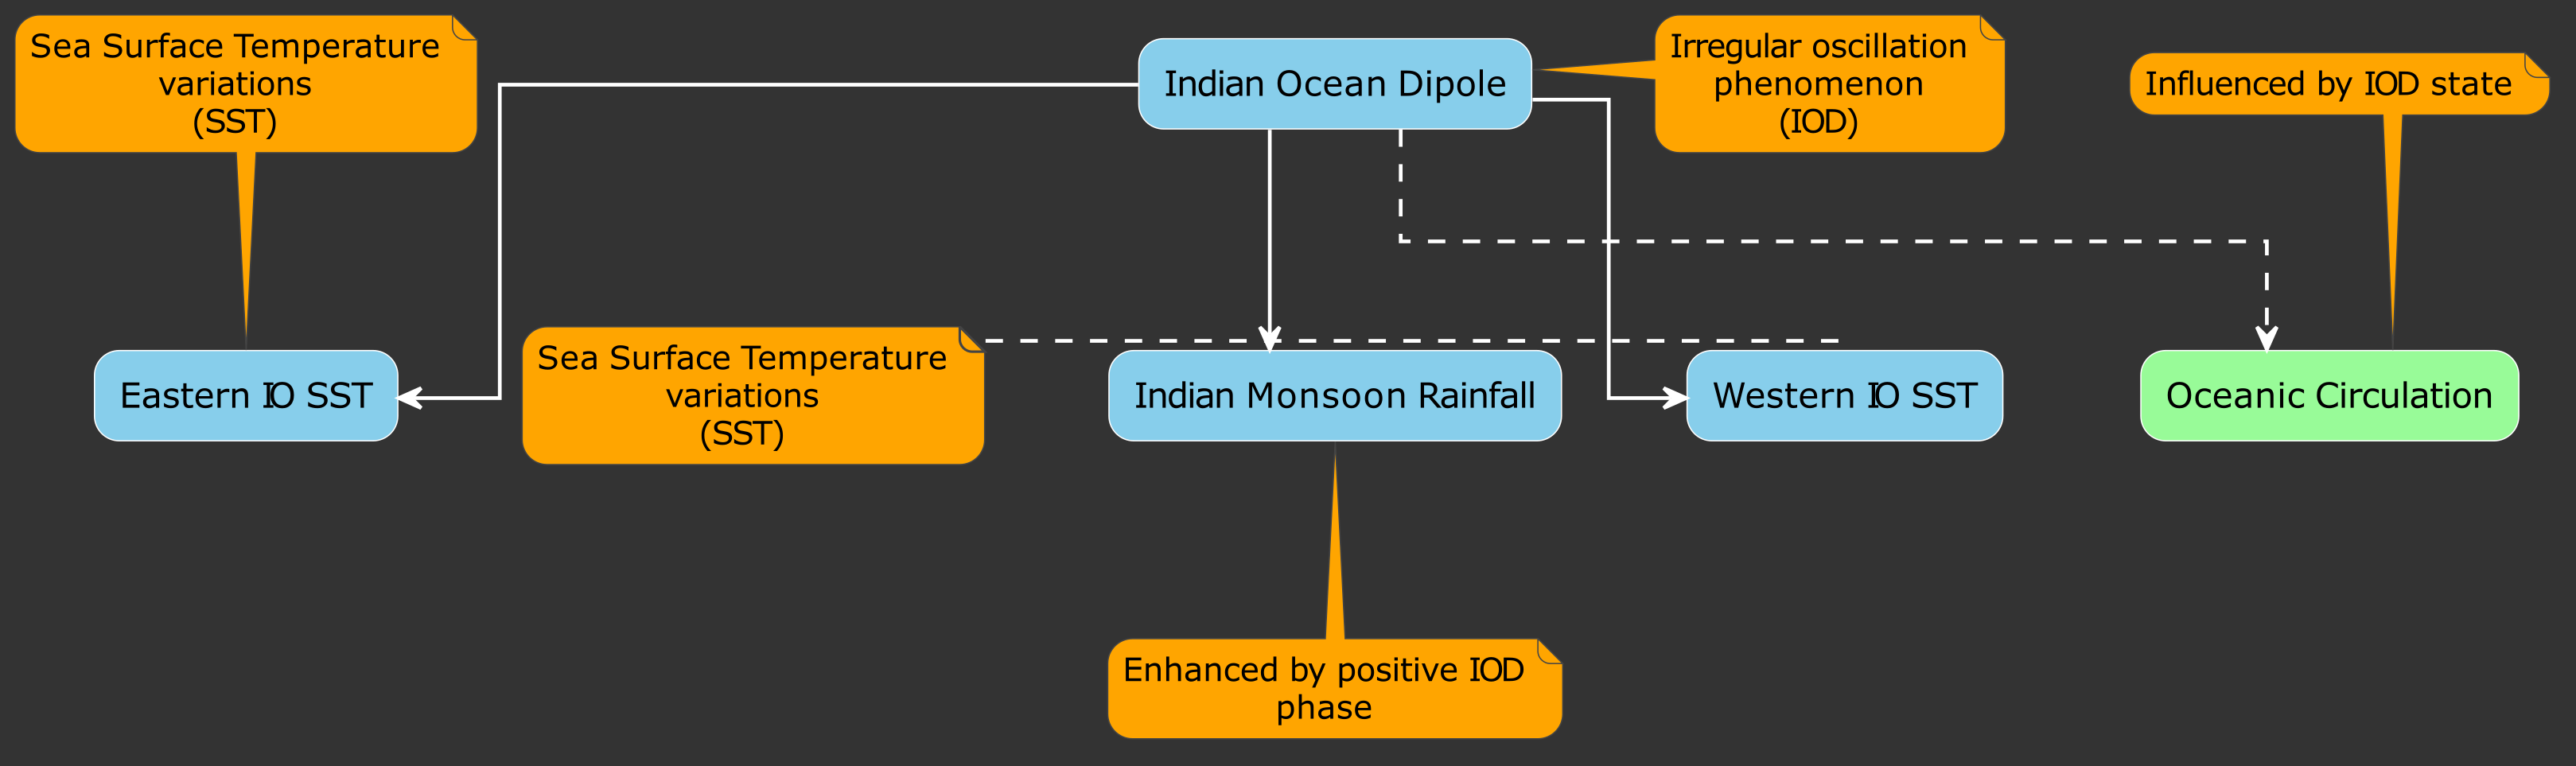 Sea Surface Temperature
variations
(SST)
Indian Ocean Dipole
Irregular oscillation
phenomenon
(IOD)
Influenced by IOD state
Eastern IO SST
Sea Surface Temperature
variations
(SST)
Indian Monsoon Rainfall
Western IO SST
Oceanic Circulation
Enhanced by positive IOD
phase